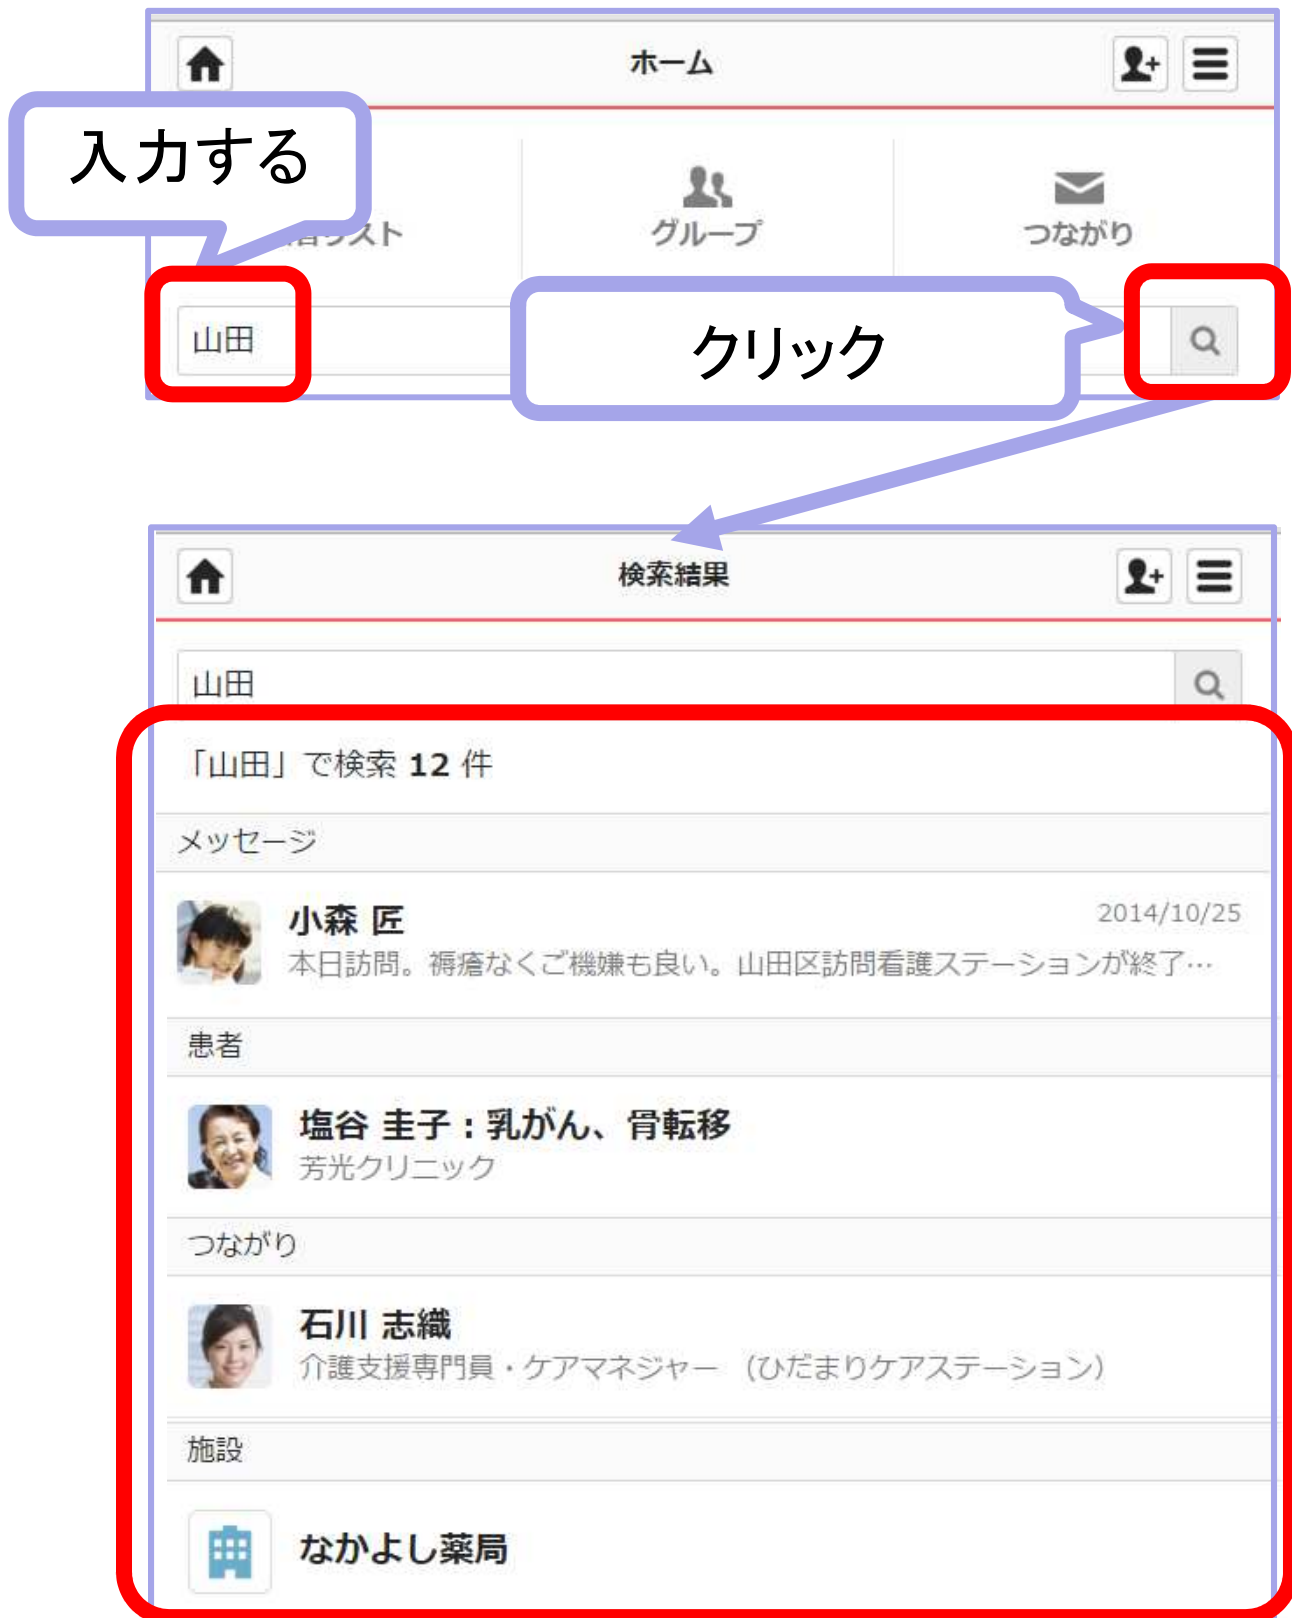 ホーム
入力する
リスト
グループ
つながり
山田
クリック
検索結果
山田
「山田」で検索 12 件
メッセージ
小森 匠
2014/10/25
本日訪問。褥瘡なくご機嫌も良い。山田区訪問看護ステーションが終了…
患者
塩谷 圭子：乳がん、骨転移
芳光クリニック
つながり
石川 志織
介護支援専門員・ケアマネジャー （ひだまりケアステーション）
施設
なかよし薬局